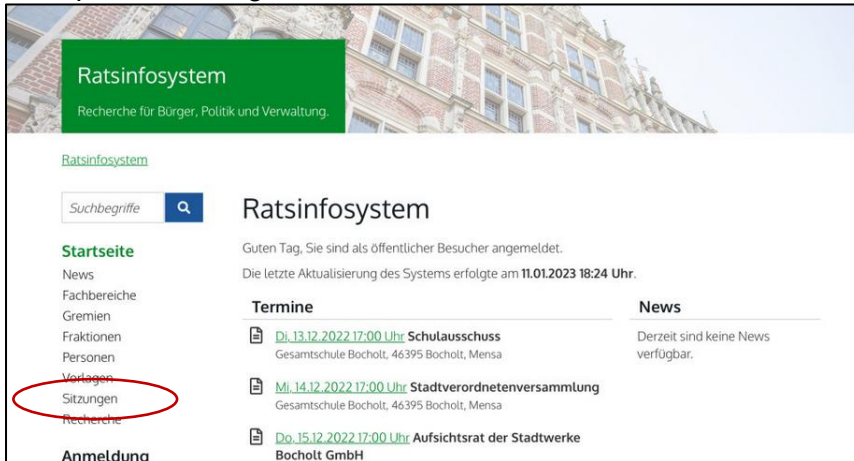 Ratsinfosystem
Recherche für Bürger, Politik und Verwaltung.
Ratsinfosystem
Suchbegriffe
Startseite
News
Fachbereiche
Gremien
Fraktionen
Personen
Vorlagen
Sitzungen
Recherche
Anmeldung
Ratsinfosystem
Guten Tag, Sie sind als öffentlicher Besucher angemeldet.
Die letzte Aktualisierung des Systems erfolgte am 11.01.2023 18:24 Uhr.
Termine
Di, 13.12.2022 17:00 Uhr Schulausschuss
Gesamtschule Bocholt, 46395 Bocholt, Mensa
Mi, 14.12.2022 17:00 Uhr Stadtverordnetenversammlung
Gesamtschule Bocholt, 46395 Bocholt, Mensa
Do, 15.12.2022 17:00 Uhr Aufsichtsrat der Stadtwerke
Bocholt GmbH
News
Derzeit sind keine News
verfügbar.